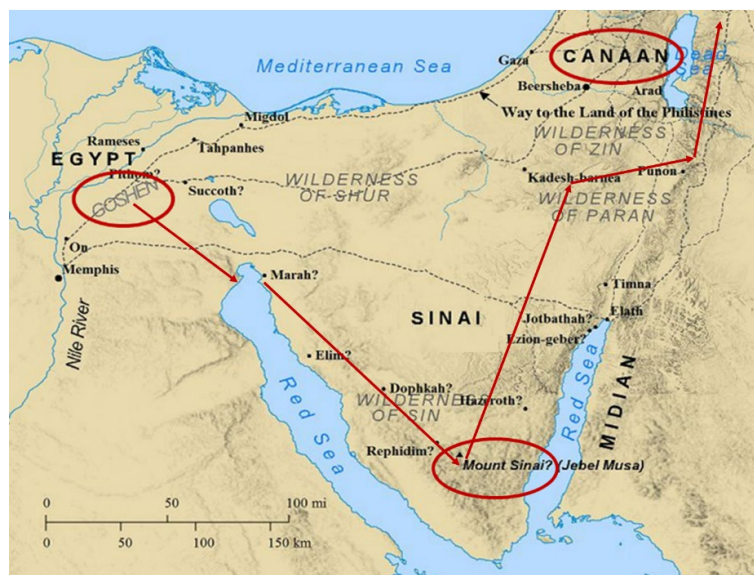 Mediterranean Sea
Gaza
CANAAN
Dead
Sea
Beersheba
Arad
Way to the Land of the Philistines
Migdol
Rameses
Tahpanhes
EGYPT
Pithom?
WILDERNESS
OF ZIN
Punon
GOSHEN
Succoth?
WILDERNESS
OF SHUR
Kadesh-barnea
WILDERNESS
OF PARAN
On
Memphis
Marah?
Timna
Nile River
SINAI
Jotbathah?
Elath
Ezion-geber?
Elim?
Red Sea
Dophkah?
WILDERNESS
OF SIN
Hazeroth?
Red Sea
MIDIAN
Rephidim?
Mount Sinai? (Jebel Musa)
0 50 100 mi
0 50 100 150 km